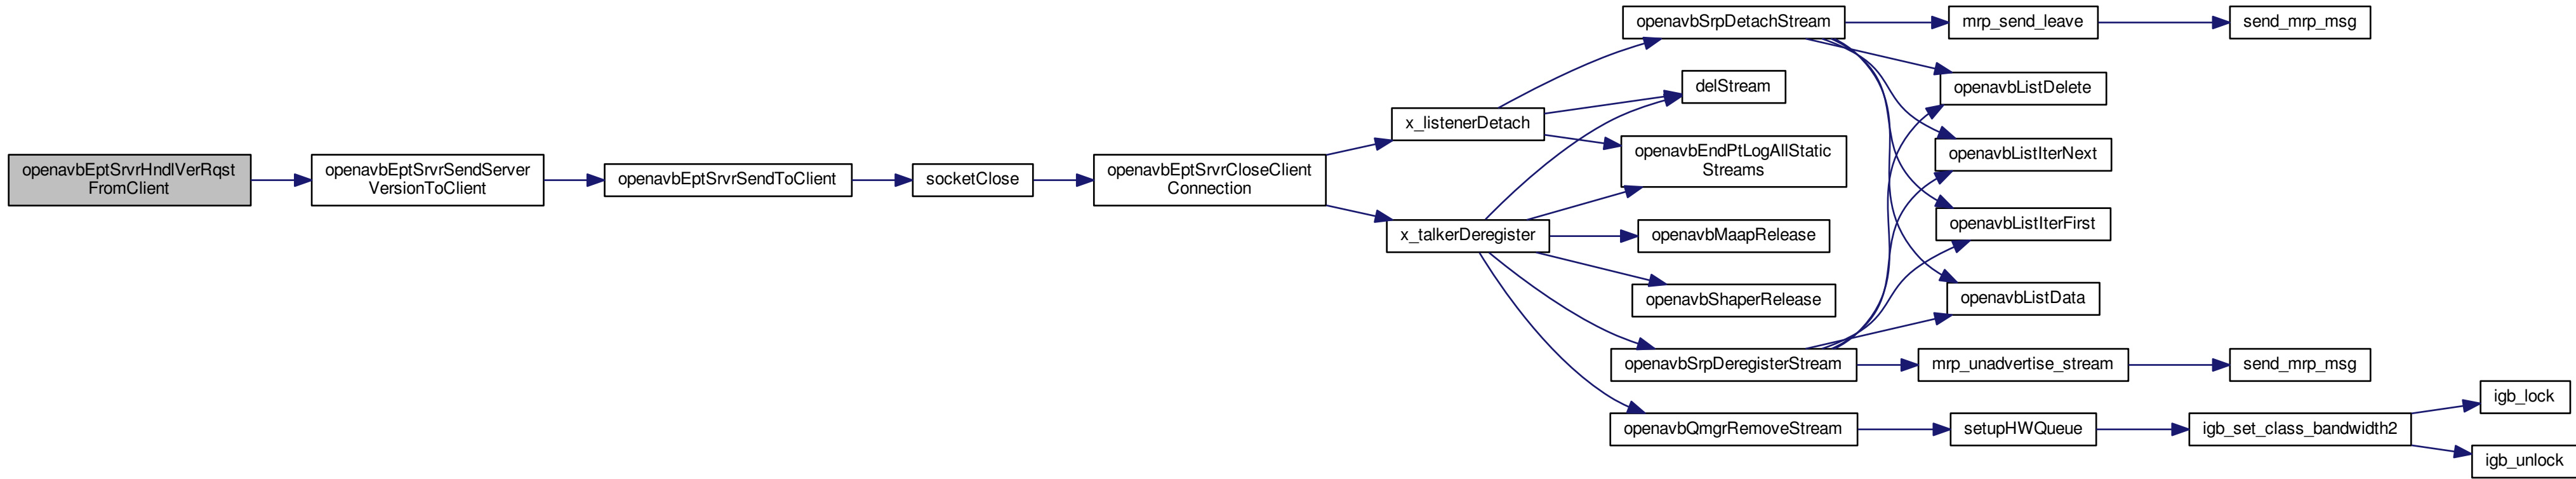 openavbEptSrvrHndlVerRqst
FromClient
openavbEptSrvrSendServer
VersionToClient
openavbEptSrvrSendToClient
socketClose
openavbEptSrvrCloseClient
Connection
x_listenerDetach
x_talkerDeregister
openavbSrpDetachStream
delStream
openavbEndPtLogAllStatic
Streams
openavbMaapRelease
openavbShaperRelease
openavbSrpDeregisterStream
openavbQmgrRemoveStream
mrp_send_leave
openavbListDelete
openavbListIterNext
openavbListIterFirst
openavbListData
mrp_unadvertise_stream
setupHWQueue
send_mrp_msg
send_mrp_msg
igb_set_class_bandwidth2
igb_lock
igb_unlock